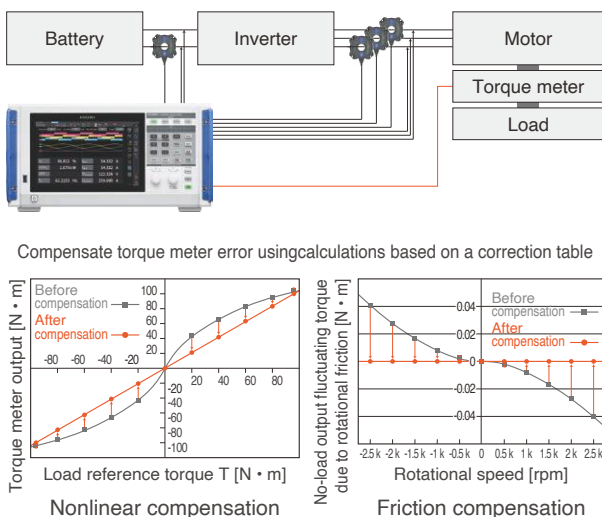 Battery
Inverter
Motor
Torque meter
Load
HIOKI
Compensate torque meter error usingcalculations based on a correction table
Torque meter output [N • m]
Before
compensation
After
compensation
100
80
60
40
20
-80 -60 -40 -20
20 40 60 80
-20
-40
-60
-80
-100
Load reference torque T [N • m]
Nonlinear compensation
No-load output fluctuating torque
due to rotational friction [N • m]
0.04
0.02
0
-0.02
-0.04
Before
compensation
After
compensation
-2.5 k -2 k -1.5 k -1 k -0.5 k 0 0.5 k 1 k 1.5 k 2 k 2.5 k
Rotational speed [rpm]
Friction compensation